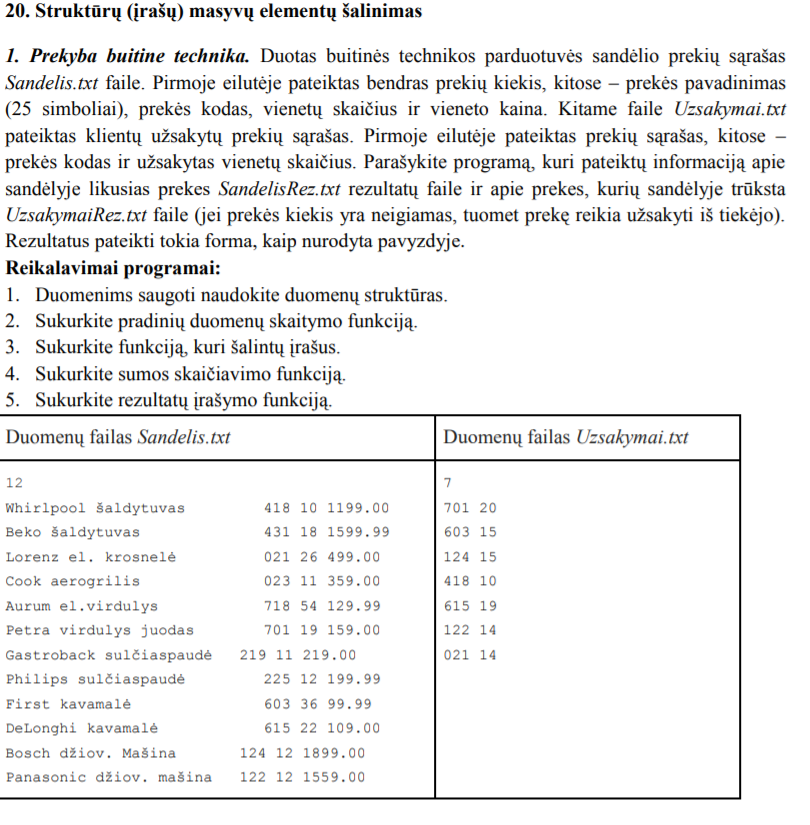 20. Struktūrų (įrašų) masyvų elementų šalinimas
1. Prekyba buitine technika. Duotas buitinės technikos parduotuvės sandėlio prekių sąrašas
Sandelis.txt faile. Pirmoje eilutėje pateiktas bendras prekių kiekis, kitose – prekės pavadinimas
(25 simboliai), prekės kodas, vienetų skaičius ir vieneto kaina. Kitame faile Uzsakymai.txt
pateiktas klientų užsakytų prekių sąrašas. Pirmoje eilutėje pateiktas prekių sąrašas, kitose –
prekės kodas ir užsakytas vienetų skaičius. Parašykite programą, kuri pateiktų informaciją apie
sandėlyje likusias prekes SandelisRez.txt rezultatų faile ir apie prekes, kurių sandėlyje trūksta
UzsakymaiRez.txt faile (jei prekės kiekis yra neigiamas, tuomet prekę reikia užsakyti iš tiekėjo).
Rezultatus pateikti tokia forma, kaip nurodyta pavyzdyje.
Reikalavimai programai:
1. Duomenims saugoti naudokite duomenų struktūras.
2. Sukurkite pradinių duomenų skaitymo funkciją.
3. Sukurkite funkciją, kuri šalintų įrašus.
4. Sukurkite sumos skaičiavimo funkciją.
5. Sukurkite rezultatų įrašymo funkciją.
Duomenų failas Sandelis.txt
12
Whirlpool šaldytuvas 418 10 1199.00
Beko šaldytuvas 431 18 1599.99
Lorenz el. krosnelė 021 26 499.00
Cook aerogrilis 023 11 359.00
Aurum el.virdulys 718 54 129.99
Petra virdulys juodas 701 19 159.00
Gastroback sulčiaspaudė 219 11 219.00
Philips sulčiaspaudė 225 12 199.99
First kavamalė 603 36 99.99
DeLonghi kavamalė 615 22 109.00
Bosch džiov. Mašina 124 12 1899.00
Panasonic džiov. mašina 122 12 1559.00
Duomenų failas Uzsakymai.txt
7
701 20
603 15
124 15
418 10
615 19
122 14
021 14